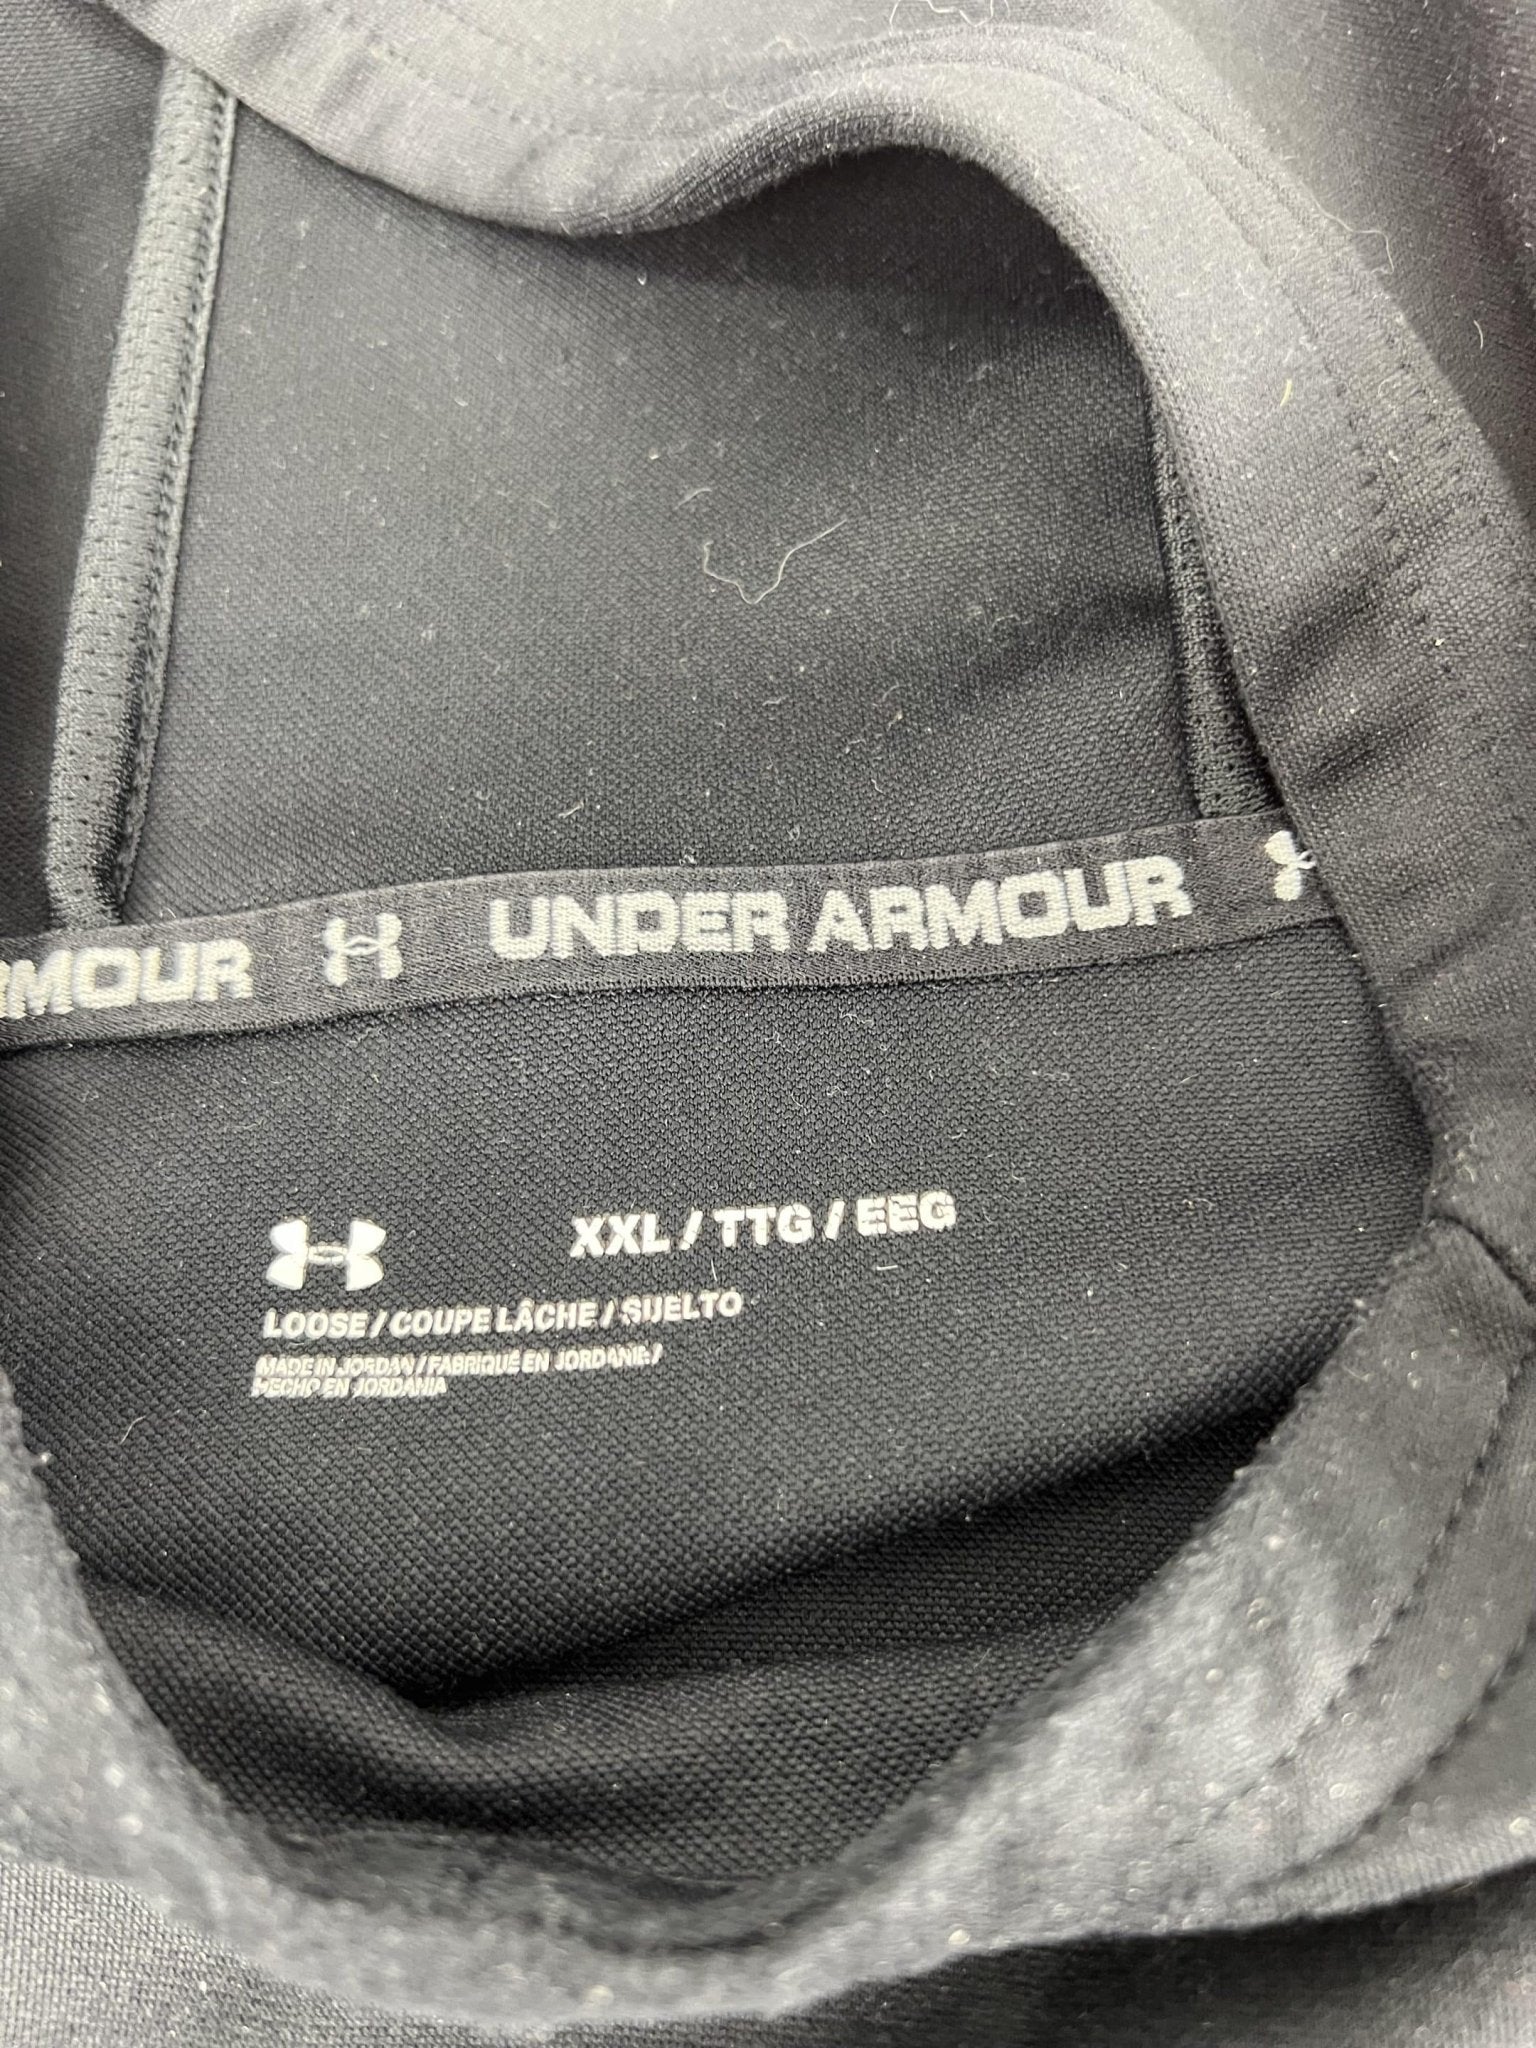 RMOUR UNDER ARMOUR
XXL / TTG / EEG
LOOSE / COUPE LÂCHE / SUELTO
MADE IN JORDAN / FABRIQUÉ EN JORDANIE /
HECHO EN JORDANIA